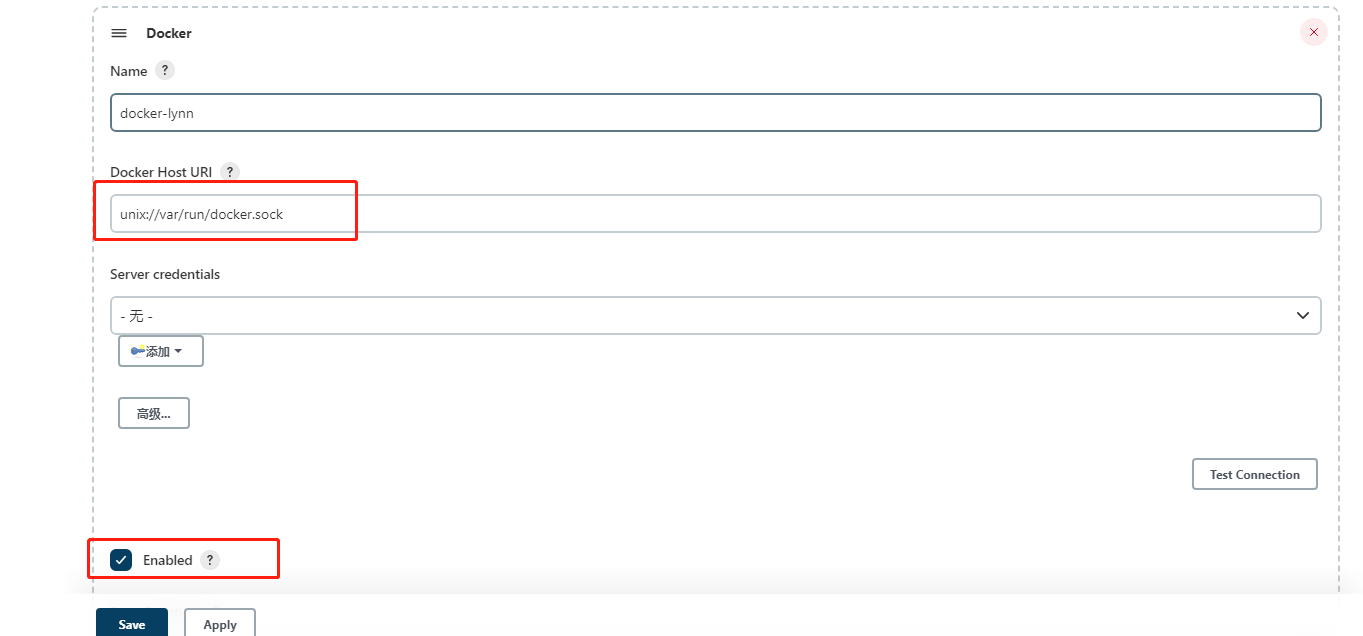 Docker
Name ?
docker-lynn
Docker Host URI ?
unix://var/run/docker.sock
Server credentials
- 无 -
添加
高级...
Test Connection
Enabled ?
Save Apply